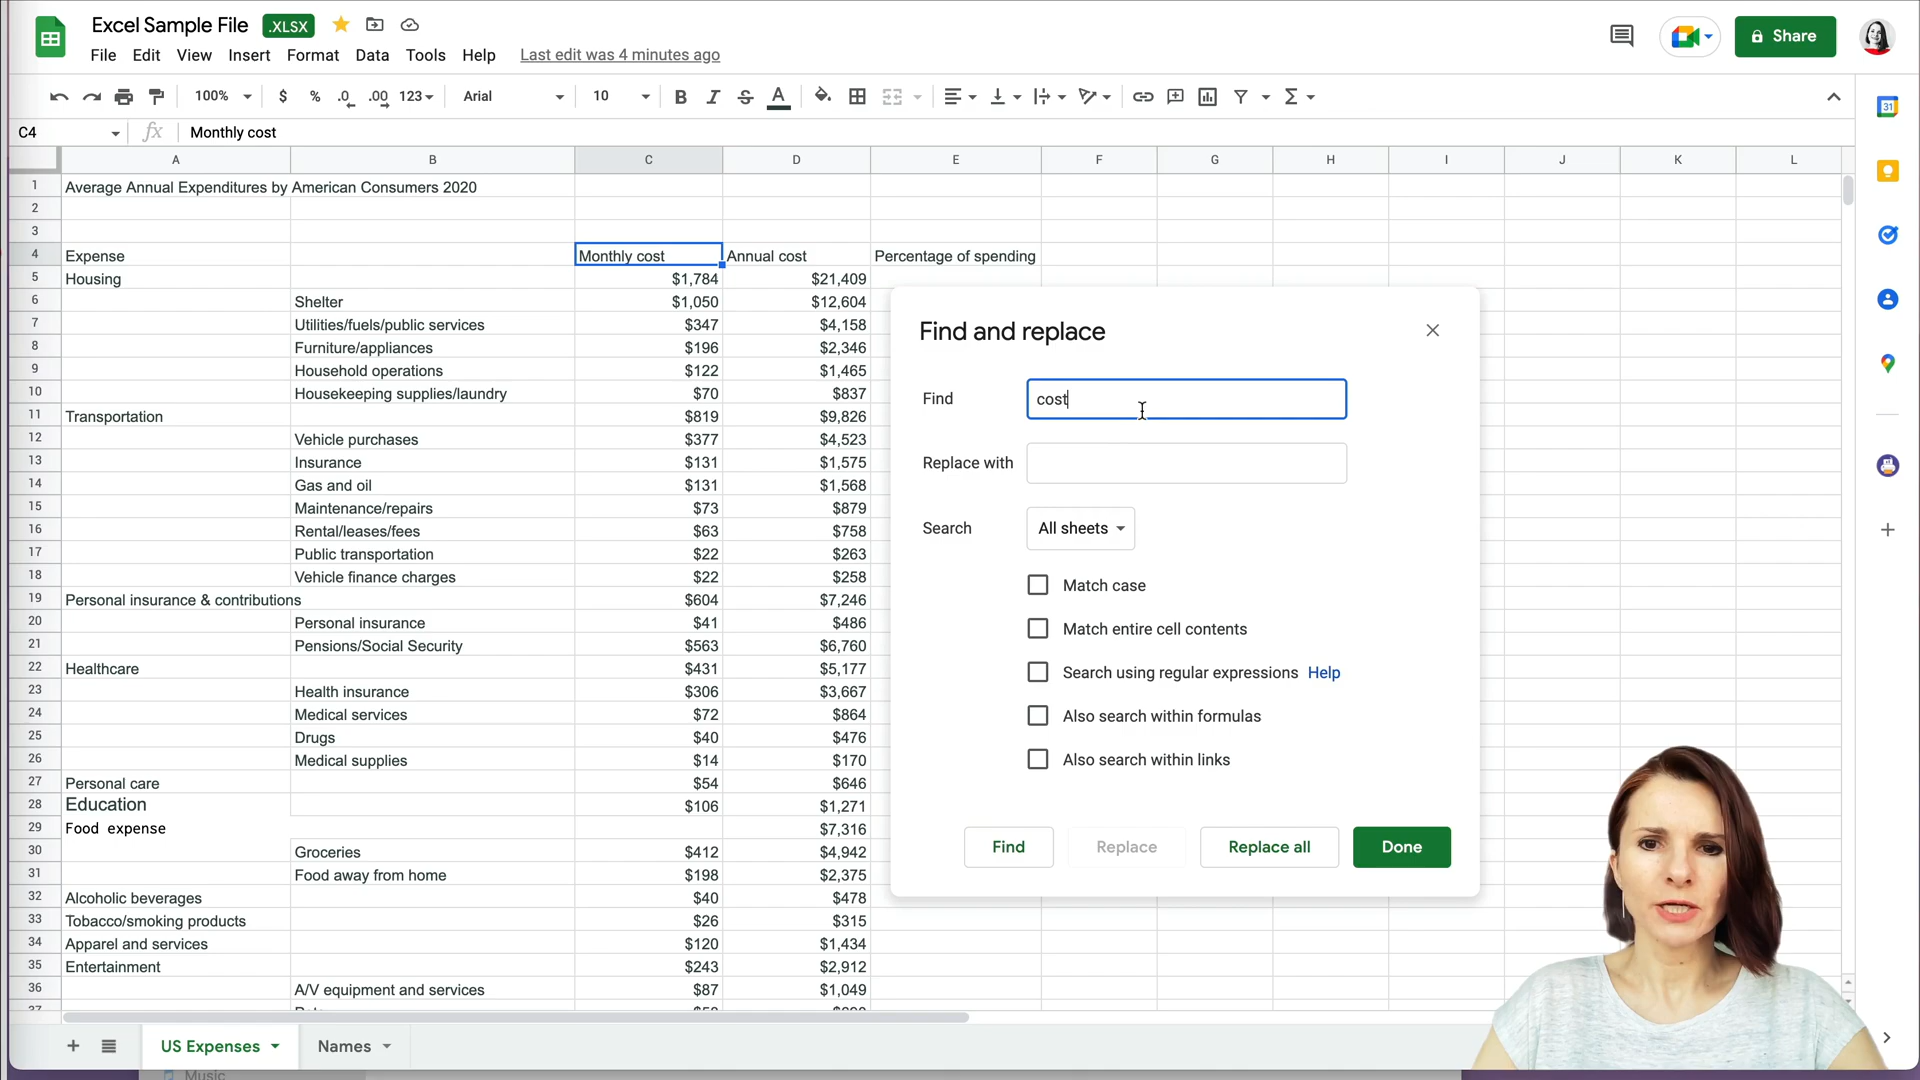 Excel Sample File .XLSX
File Edit View Insert Format Data Tools Help Last edit was 4 minutes ago
Share
100% $ % .0 .00 123 Arial 10 B I S A Σ
31
C4 fx Monthly cost
A B C D E F G H I J K L
1 Average Annual Expenditures by American Consumers 2020
2
3
4 Expense Monthly cost Annual cost Percentage of spending
5 Housing $1,784 $21,409
6 Shelter $1,050 $12,604
7 Utilities/fuels/public services $347 $4,158
8 Furniture/appliances $196 $2,346
9 Household operations $122 $1,465
10 Housekeeping supplies/laundry $70 $837
11 Transportation $819 $9,826
12 Vehicle purchases $377 $4,523
13 Insurance $131 $1,575
14 Gas and oil $131 $1,568
15 Maintenance/repairs $73 $879
16 Rental/leases/fees $63 $758
17 Public transportation $22 $263
18 Vehicle finance charges $22 $258
19 Personal insurance & contributions $604 $7,246
20 Personal insurance $41 $486
21 Pensions/Social Security $563 $6,760
22 Healthcare $431 $5,177
23 Health insurance $306 $3,667
24 Medical services $72 $864
25 Drugs $40 $476
26 Medical supplies $14 $170
27 Personal care $54 $646
28 Education $106 $1,271
29 Food expense $7,316
30 Groceries $412 $4,942
31 Food away from home $198 $2,375
32 Alcoholic beverages $40 $478
33 Tobacco/smoking products $26 $315
34 Apparel and services $120 $1,434
35 Entertainment $243 $2,912
36 A/V equipment and services $87 $1,049
37
Find and replace
Find cost
Replace with
Search All sheets
Match case
Match entire cell contents
Search using regular expressions Help
Also search within formulas
Also search within links
Find Replace Replace all Done
US Expenses Names
Music